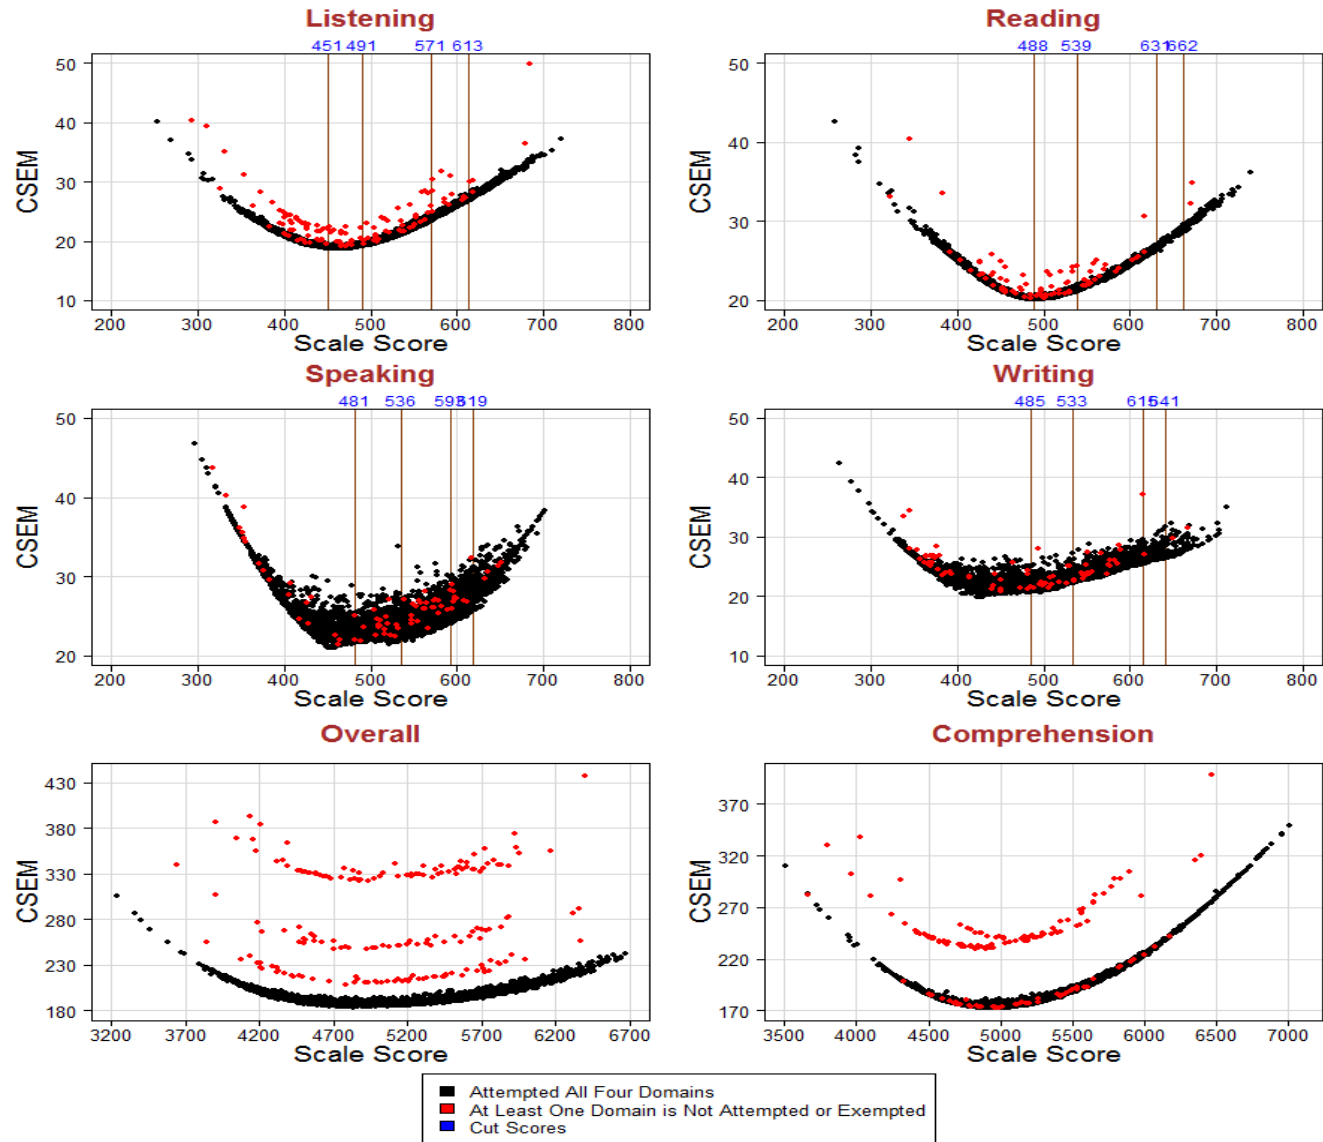 Listening
451 491 571 613
50
40
30
20
10
CSEM
200 300 400 500 600 700 800
Scale Score
Reading
488 539 631 662
50
40
30
20
CSEM
200 300 400 500 600 700 800
Scale Score
Speaking
481 536 593 619
50
40
30
20
CSEM
200 300 400 500 600 700 800
Scale Score
Writing
485 533 615 641
50
40
30
20
10
CSEM
200 300 400 500 600 700 800
Scale Score
Overall
430
380
330
280
230
180
CSEM
3200 3700 4200 4700 5200 5700 6200 6700
Scale Score
Comprehension
370
320
270
220
170
CSEM
3500 4000 4500 5000 5500 6000 6500 7000
Scale Score
Attempted All Four Domains
At Least One Domain is Not Attempted or Exempted
Cut Scores